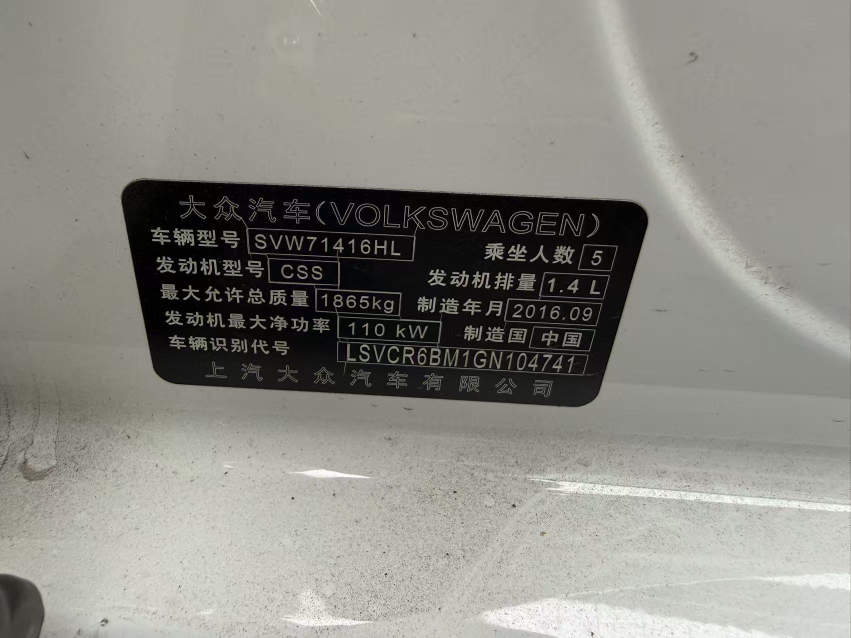 大众汽车(VOLKSWAGEN)
车辆型号 SVW71416HL 乘坐人数 5
发动机型号 CSS 发动机排量 1.4 L
最大允许总质量 1865kg 制造年月 2016.09
发动机最大净功率 110 kW 制造国 中国
车辆识别代号 LSVCR6BM1GN104741
上汽大众汽车有限公司